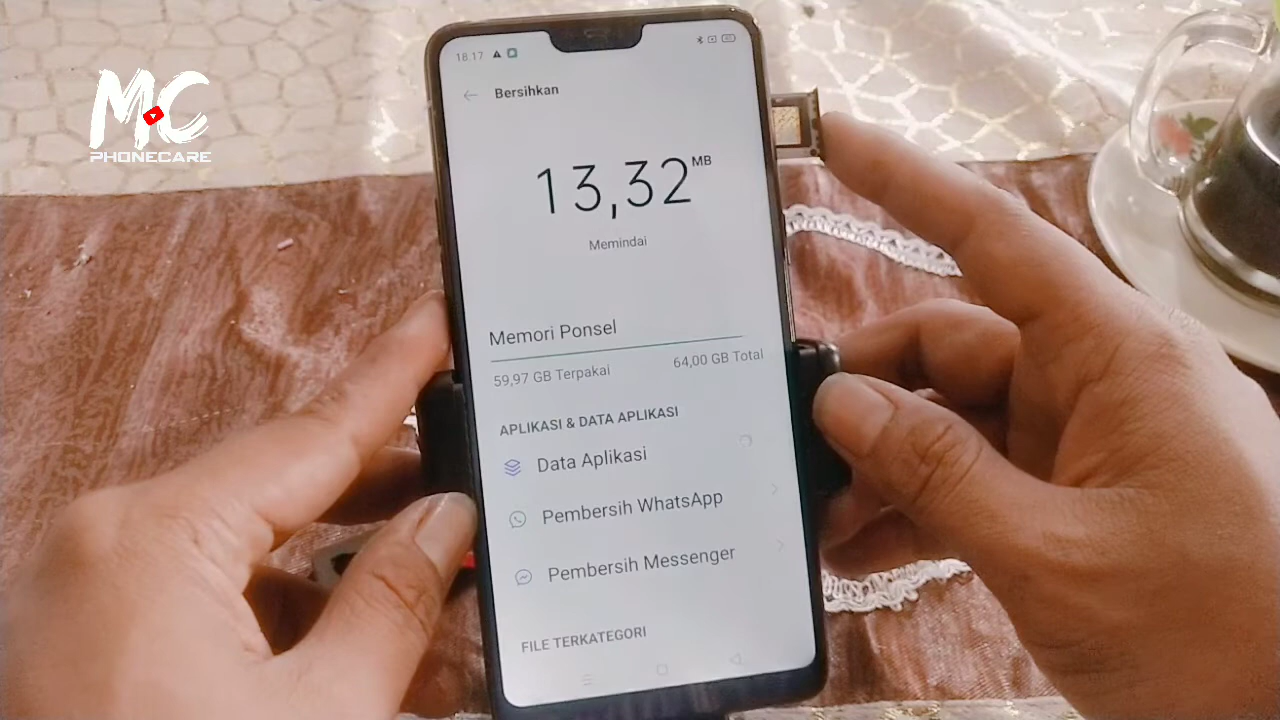 M.C
PHONECARE
18.17
Bersihkan
13,32 MB
Memindai
Memori Ponsel
59,97 GB Terpakai
64,00 GB Total
APLIKASI & DATA APLIKASI
Data Aplikasi
Pembersih WhatsApp
Pembersih Messenger
FILE TERKATEGORI